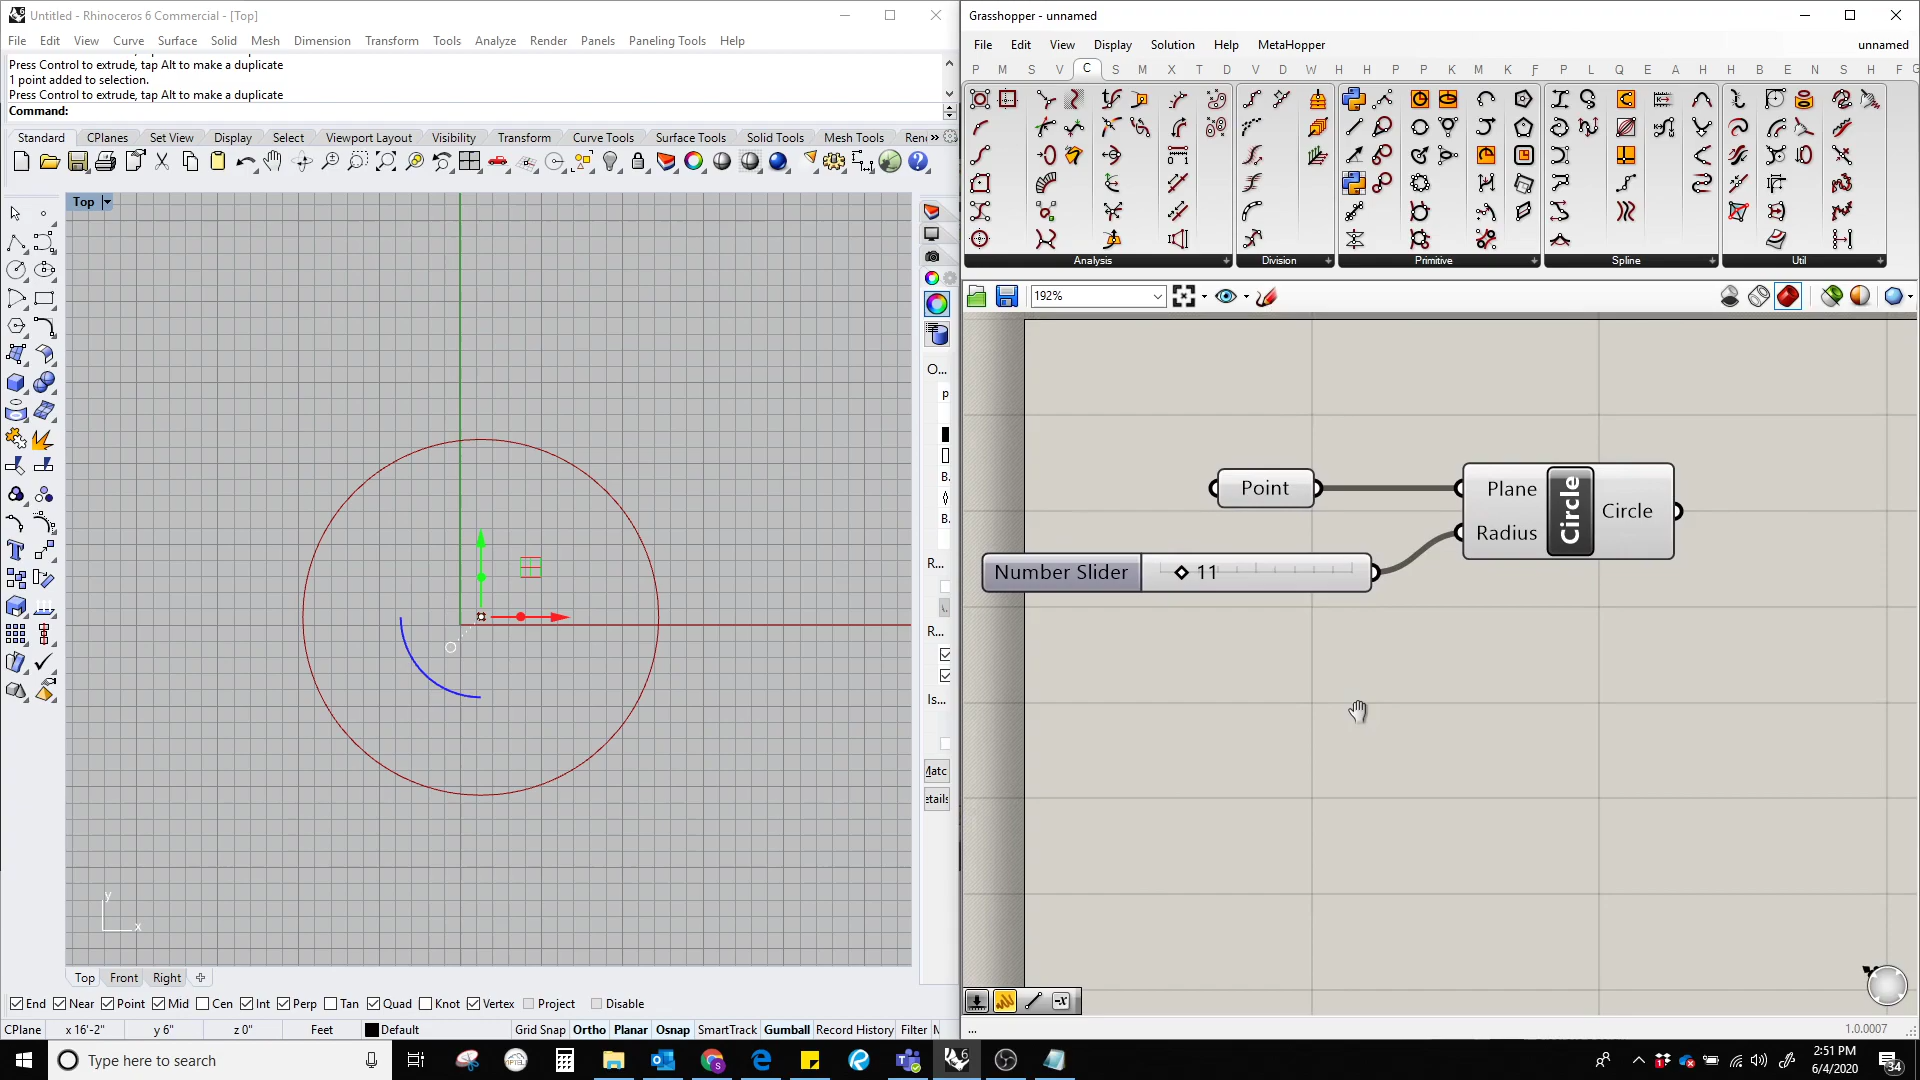 Untitled - Rhinoceros 6 Commercial - [Top]
File Edit View Curve Surface Solid Mesh Dimension Transform Tools Analyze Render Panels Paneling Tools Help
Press Control to extrude, tap Alt to make a duplicate
1 point added to selection.
Press Control to extrude, tap Alt to make a duplicate
Command:
Standard CPlanes Set View Display Select Viewport Layout Visibility Transform Curve Tools Surface Tools Solid Tools Mesh Tools Ren
Top
y
x
O...
p
B.
B.
R...
R...
Is...
Matc
etails
Top Front Right
End Near Point Mid Cen Int Perp Tan Quad Knot Vertex Project Disable
CPlane x 16'-2" y 6" z 0" Feet Default Grid Snap Ortho Planar Osnap SmartTrack Gumball Record History Filter
Grasshopper - unnamed
File Edit View Display Solution Help MetaHopper unnamed
P M S V C S M X T D V D W H H P P K M K F P L Q E A H H B E N S H F
Analysis Division Primitive Spline Util
192%
Point
Plane
Radius
Circle
Circle
Number Slider
11
...
1.0.0007
Type here to search
2:51 PM
6/4/2020
34